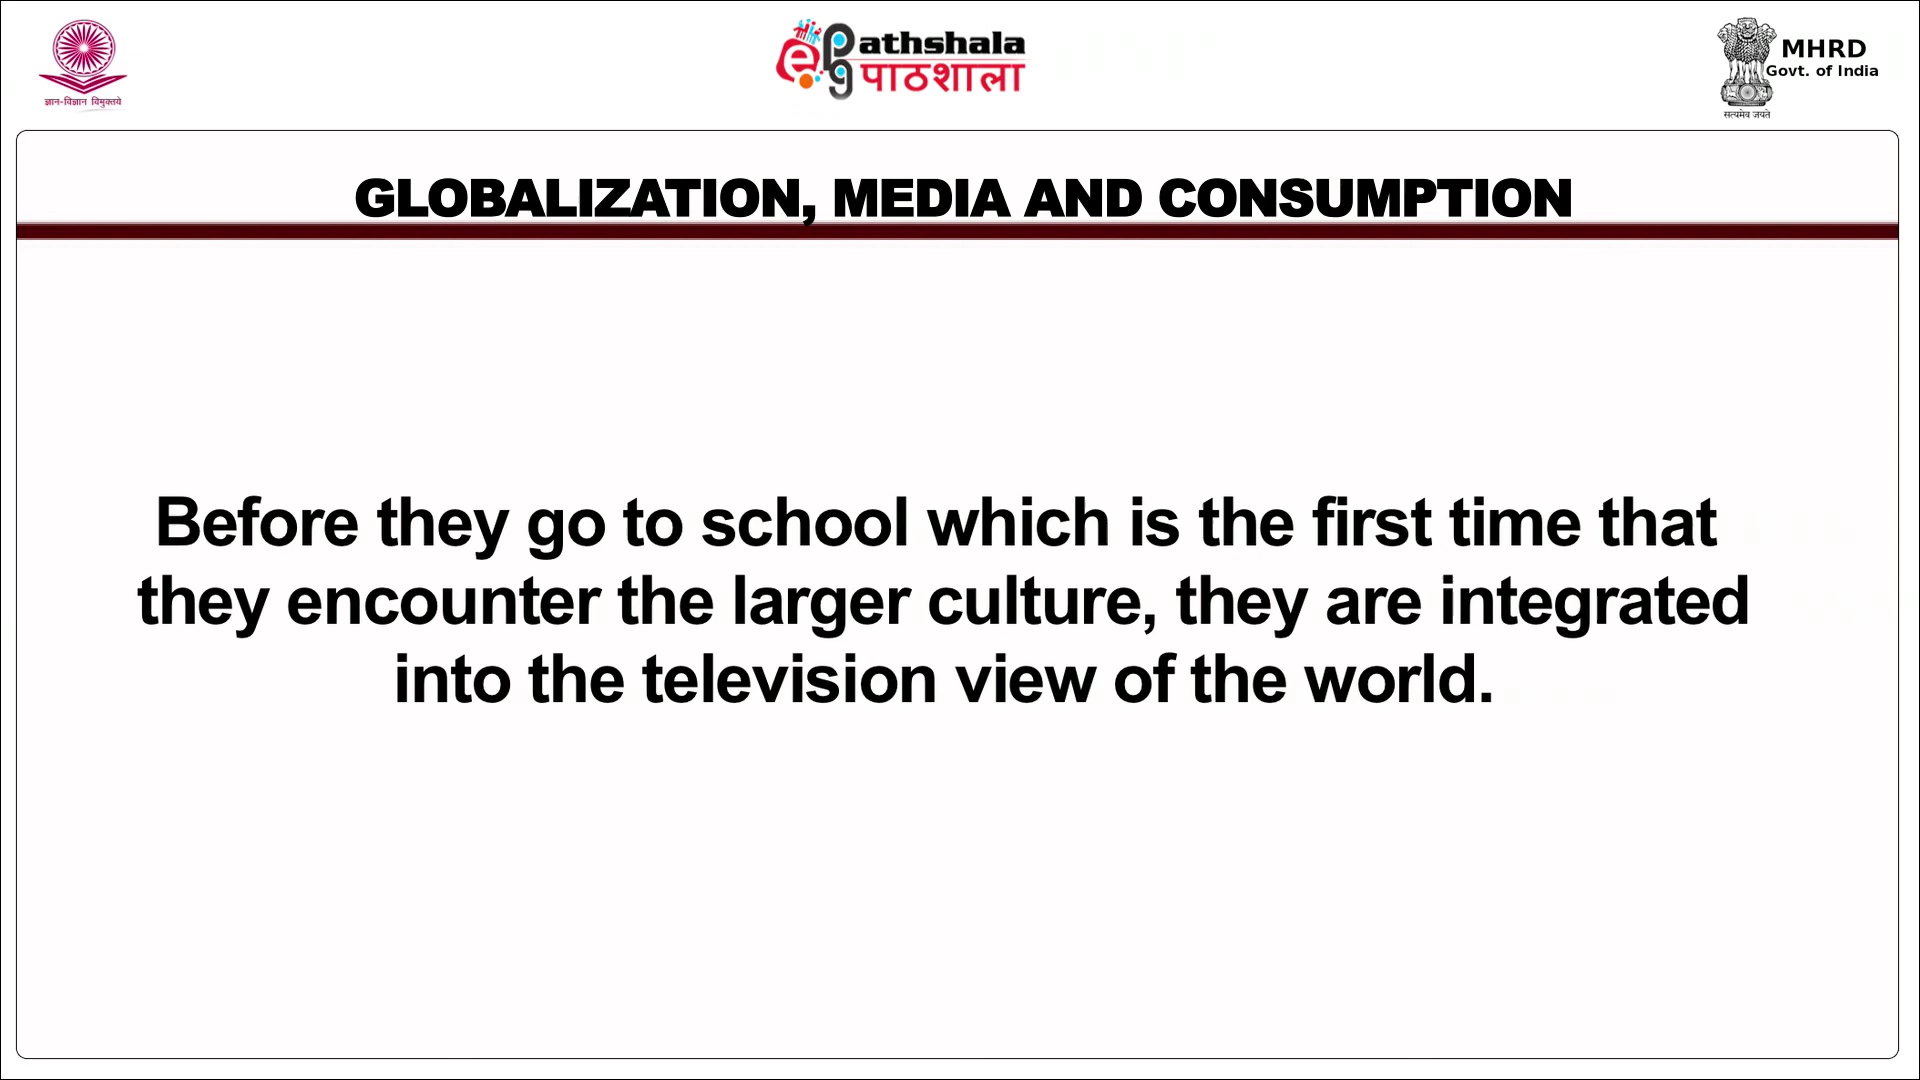 ज्ञान-विज्ञान विमुक्तये
ePg athshala
पाठशाला
MHRD
Govt. of India
सत्यमेव जयते
GLOBALIZATION, MEDIA AND CONSUMPTION
Before they go to school which is the first time that
they encounter the larger culture, they are integrated
into the television view of the world.